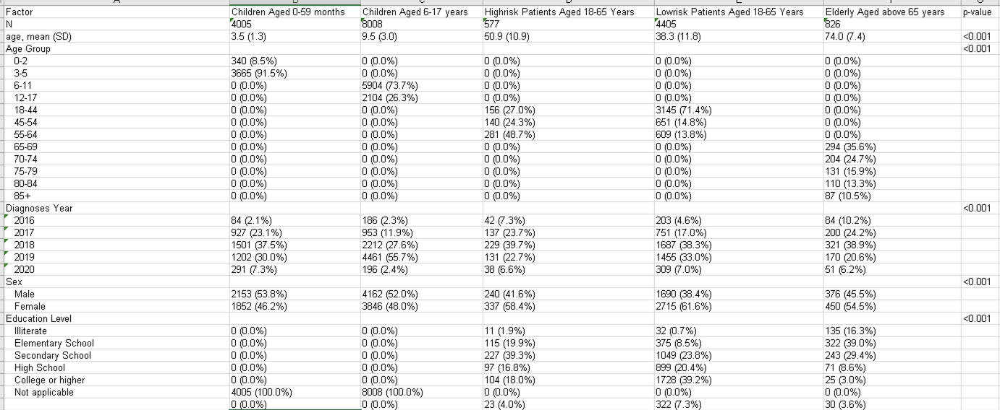 Factor Children Aged 0-59 months Children Aged 6-17 years Highrisk Patients Aged 18-65 Years Lowrisk Patients Aged 18-65 Years Elderly Aged above 65 years p-value
N 4005 8008 577 4405 826
age, mean (SD) 3.5 (1.3) 9.5 (3.0) 50.9 (10.9) 38.3 (11.8) 74.0 (7.4) <0.001
Age Group <0.001
0-2 340 (8.5%) 0 (0.0%) 0 (0.0%) 0 (0.0%) 0 (0.0%)
3-5 3665 (91.5%) 0 (0.0%) 0 (0.0%) 0 (0.0%) 0 (0.0%)
6-11 0 (0.0%) 5904 (73.7%) 0 (0.0%) 0 (0.0%) 0 (0.0%)
12-17 0 (0.0%) 2104 (26.3%) 0 (0.0%) 0 (0.0%) 0 (0.0%)
18-44 0 (0.0%) 0 (0.0%) 156 (27.0%) 3145 (71.4%) 0 (0.0%)
45-54 0 (0.0%) 0 (0.0%) 140 (24.3%) 651 (14.8%) 0 (0.0%)
55-64 0 (0.0%) 0 (0.0%) 281 (48.7%) 609 (13.8%) 0 (0.0%)
65-69 0 (0.0%) 0 (0.0%) 0 (0.0%) 0 (0.0%) 294 (35.6%)
70-74 0 (0.0%) 0 (0.0%) 0 (0.0%) 0 (0.0%) 204 (24.7%)
75-79 0 (0.0%) 0 (0.0%) 0 (0.0%) 0 (0.0%) 131 (15.9%)
80-84 0 (0.0%) 0 (0.0%) 0 (0.0%) 0 (0.0%) 110 (13.3%)
85+ 0 (0.0%) 0 (0.0%) 0 (0.0%) 0 (0.0%) 87 (10.5%)
Diagnoses Year <0.001
2016 84 (2.1%) 186 (2.3%) 42 (7.3%) 203 (4.6%) 84 (10.2%)
2017 927 (23.1%) 953 (11.9%) 137 (23.7%) 751 (17.0%) 200 (24.2%)
2018 1501 (37.5%) 2212 (27.6%) 229 (39.7%) 1687 (38.3%) 321 (38.9%)
2019 1202 (30.0%) 4461 (55.7%) 131 (22.7%) 1455 (33.0%) 170 (20.6%)
2020 291 (7.3%) 196 (2.4%) 38 (6.6%) 309 (7.0%) 51 (6.2%)
Sex <0.001
Male 2153 (53.8%) 4162 (52.0%) 240 (41.6%) 1690 (38.4%) 376 (45.5%)
Female 1852 (46.2%) 3846 (48.0%) 337 (58.4%) 2715 (61.6%) 450 (54.5%)
Education Level <0.001
Illiterate 0 (0.0%) 0 (0.0%) 11 (1.9%) 32 (0.7%) 135 (16.3%)
Elementary School 0 (0.0%) 0 (0.0%) 115 (19.9%) 375 (8.5%) 322 (39.0%)
Secondary School 0 (0.0%) 0 (0.0%) 227 (39.3%) 1049 (23.8%) 243 (29.4%)
High School 0 (0.0%) 0 (0.0%) 97 (16.8%) 899 (20.4%) 71 (8.6%)
College or higher 0 (0.0%) 0 (0.0%) 104 (18.0%) 1728 (39.2%) 25 (3.0%)
Not applicable 4005 (100.0%) 8008 (100.0%) 0 (0.0%) 0 (0.0%) 0 (0.0%)
0 (0.0%) 0 (0.0%) 23 (4.0%) 322 (7.3%) 30 (3.6%)